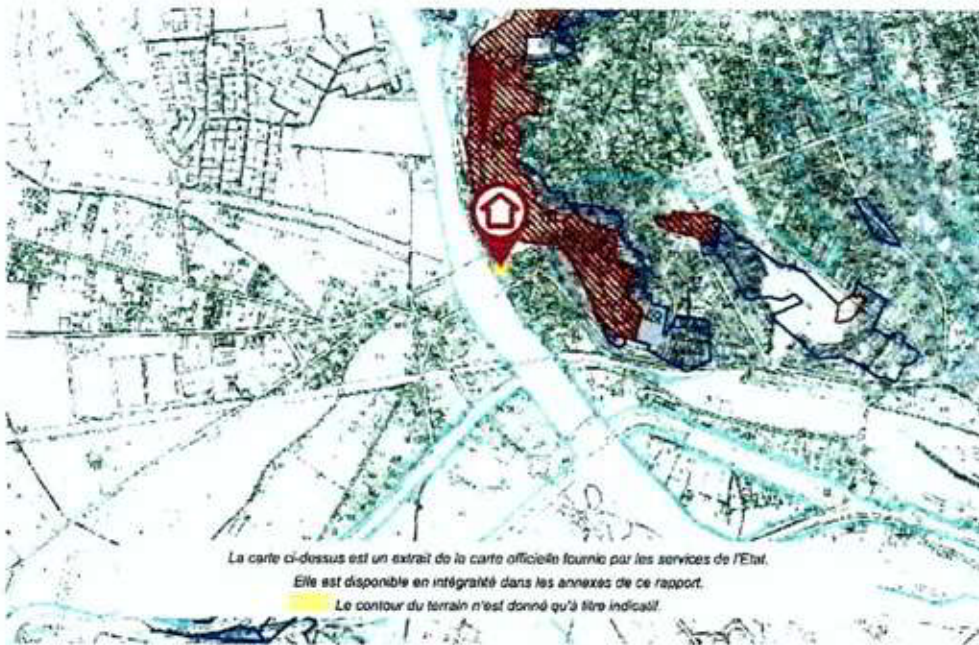 La carte ci-dessus est un extrait de la carte officielle fournie par les services de l'Etat.
Elle est disponible en intégralité dans les annexes de ce rapport.
Le contour du terrain n'est donné qu'à titre indicatif.